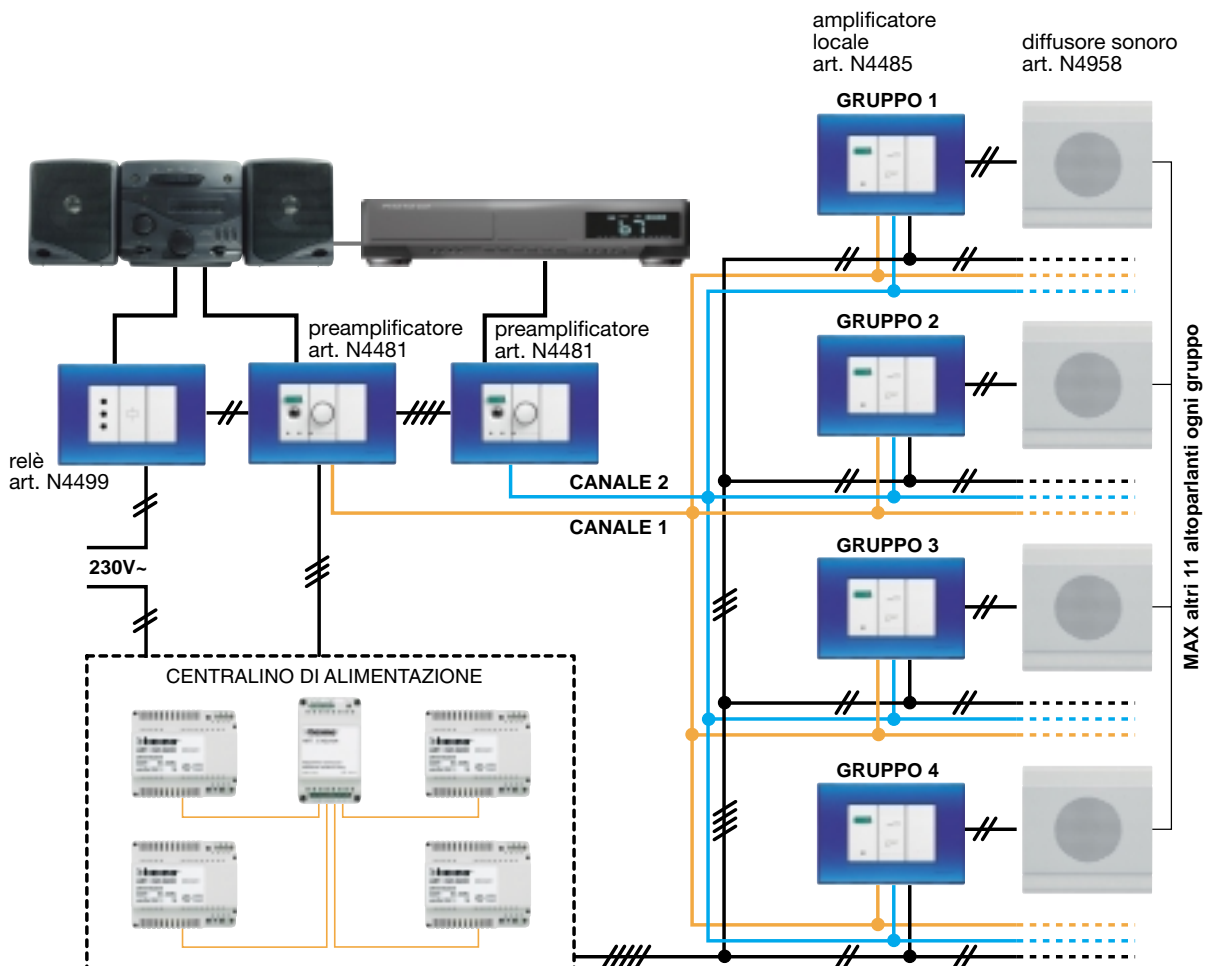 amplificatore
locale
art. N4485
diffusore sonoro
art. N4958
GRUPPO 1
preamplificatore
art. N4481
preamplificatore
art. N4481
GRUPPO 2
relè
art. N4499
CANALE 2
CANALE 1
230V~
GRUPPO 3
MAX altri 11 altoparlanti ogni gruppo
CENTRALINO DI ALIMENTAZIONE
GRUPPO 4